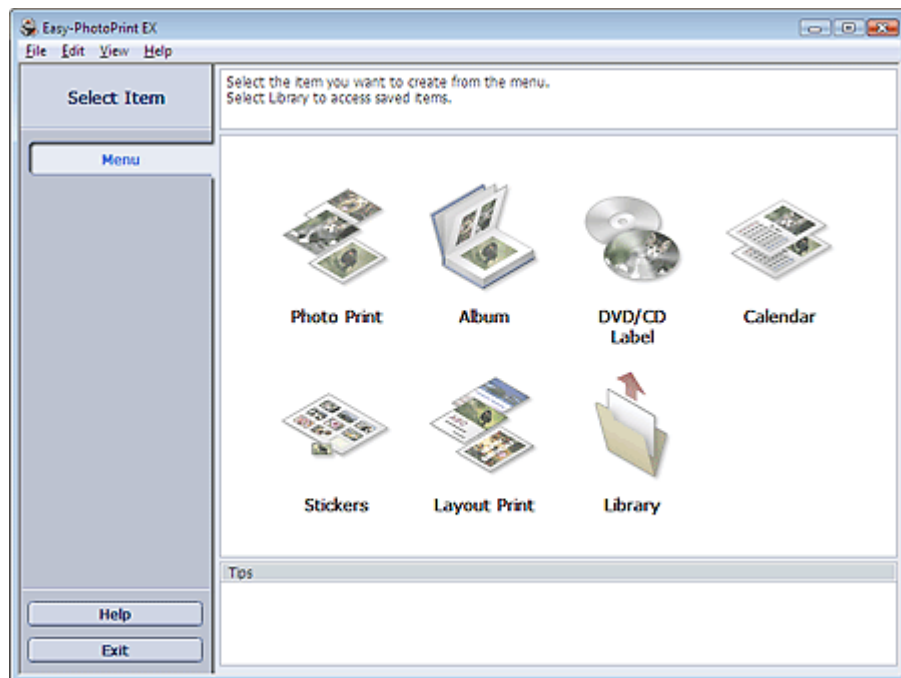 Easy-PhotoPrint EX
File Edit View Help
Select Item
Select the item you want to create from the menu.
Select Library to access saved items.
Menu
Photo Print
Album
DVD/CD
Label
Calendar
Stickers
Layout Print
Library
Tips
Help
Exit